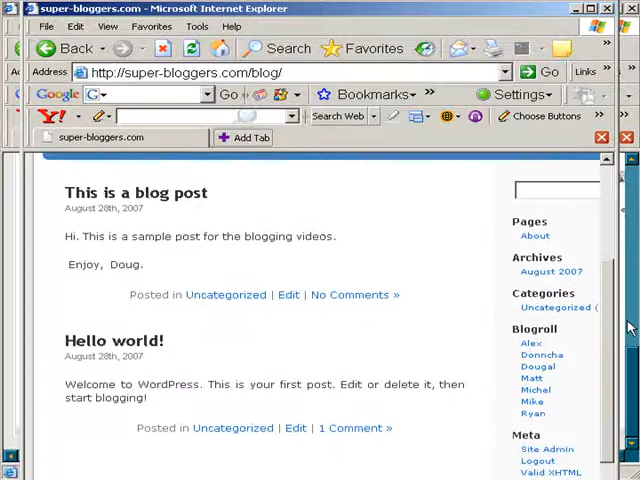 super-bloggers.com - Microsoft Internet Explorer
File Edit View Favorites Tools Help
Back Search Favorites
Address http://super-bloggers.com/blog/ Go Links »
Google G Go Bookmarks » Settings
Y! Search Web Choose Buttons
super-bloggers.com Add Tab
This is a blog post
August 28th, 2007
Hi. This is a sample post for the blogging videos.
Enjoy, Doug.
Posted in Uncategorized | Edit | No Comments »
Hello world!
August 28th, 2007
Welcome to WordPress. This is your first post. Edit or delete it, then
start blogging!
Posted in Uncategorized | Edit | 1 Comment »
Pages
About
Archives
August 2007
Categories
Uncategorized (
Blogroll
Alex
Donncha
Dougal
Matt
Michel
Mike
Ryan
Meta
Site Admin
Logout
Valid XHTML